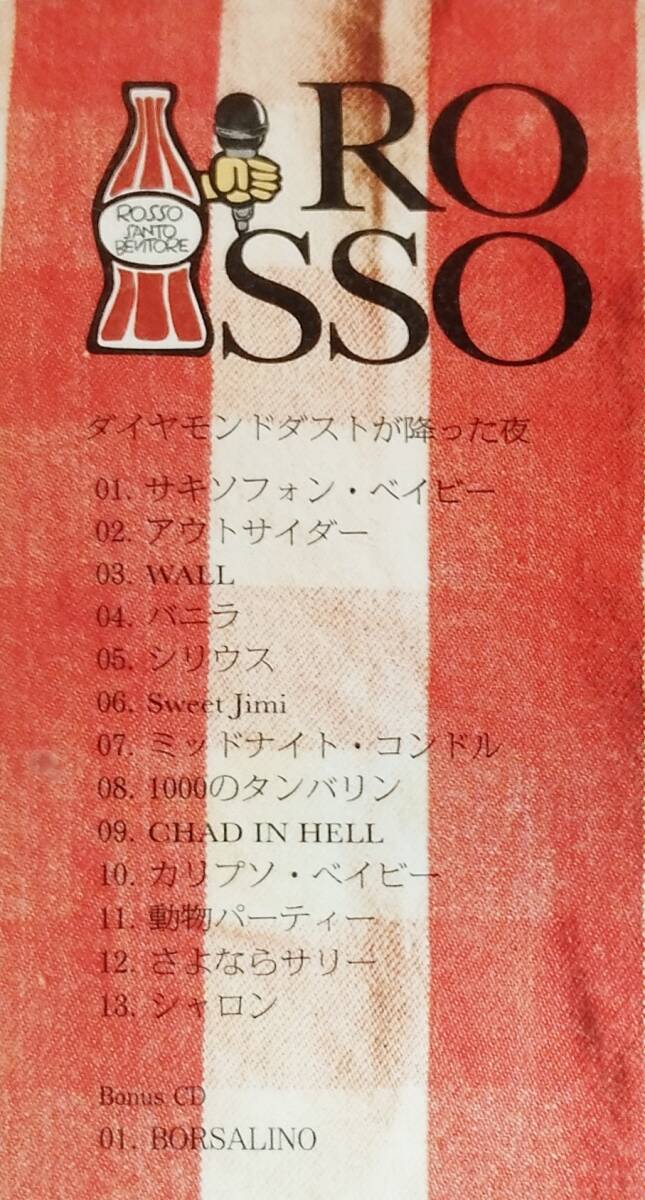 RO
SSO
ROSSO
SANTO
BEVITORE
ダイヤモンドダストが降った夜
01. サキソフォン・ベイビー
02. アウトサイダー
03. WALL
04. バニラ
05. シリウス
06. Sweet Jimi
07. ミッドナイト・コンドル
08. 1000のタンバリン
09. CHAD IN HELL
10. カリプソ・ベイビー
11. 動物パーティー
12. さよならサリー
13. シャロン
Bonus CD
01. BORSALINO